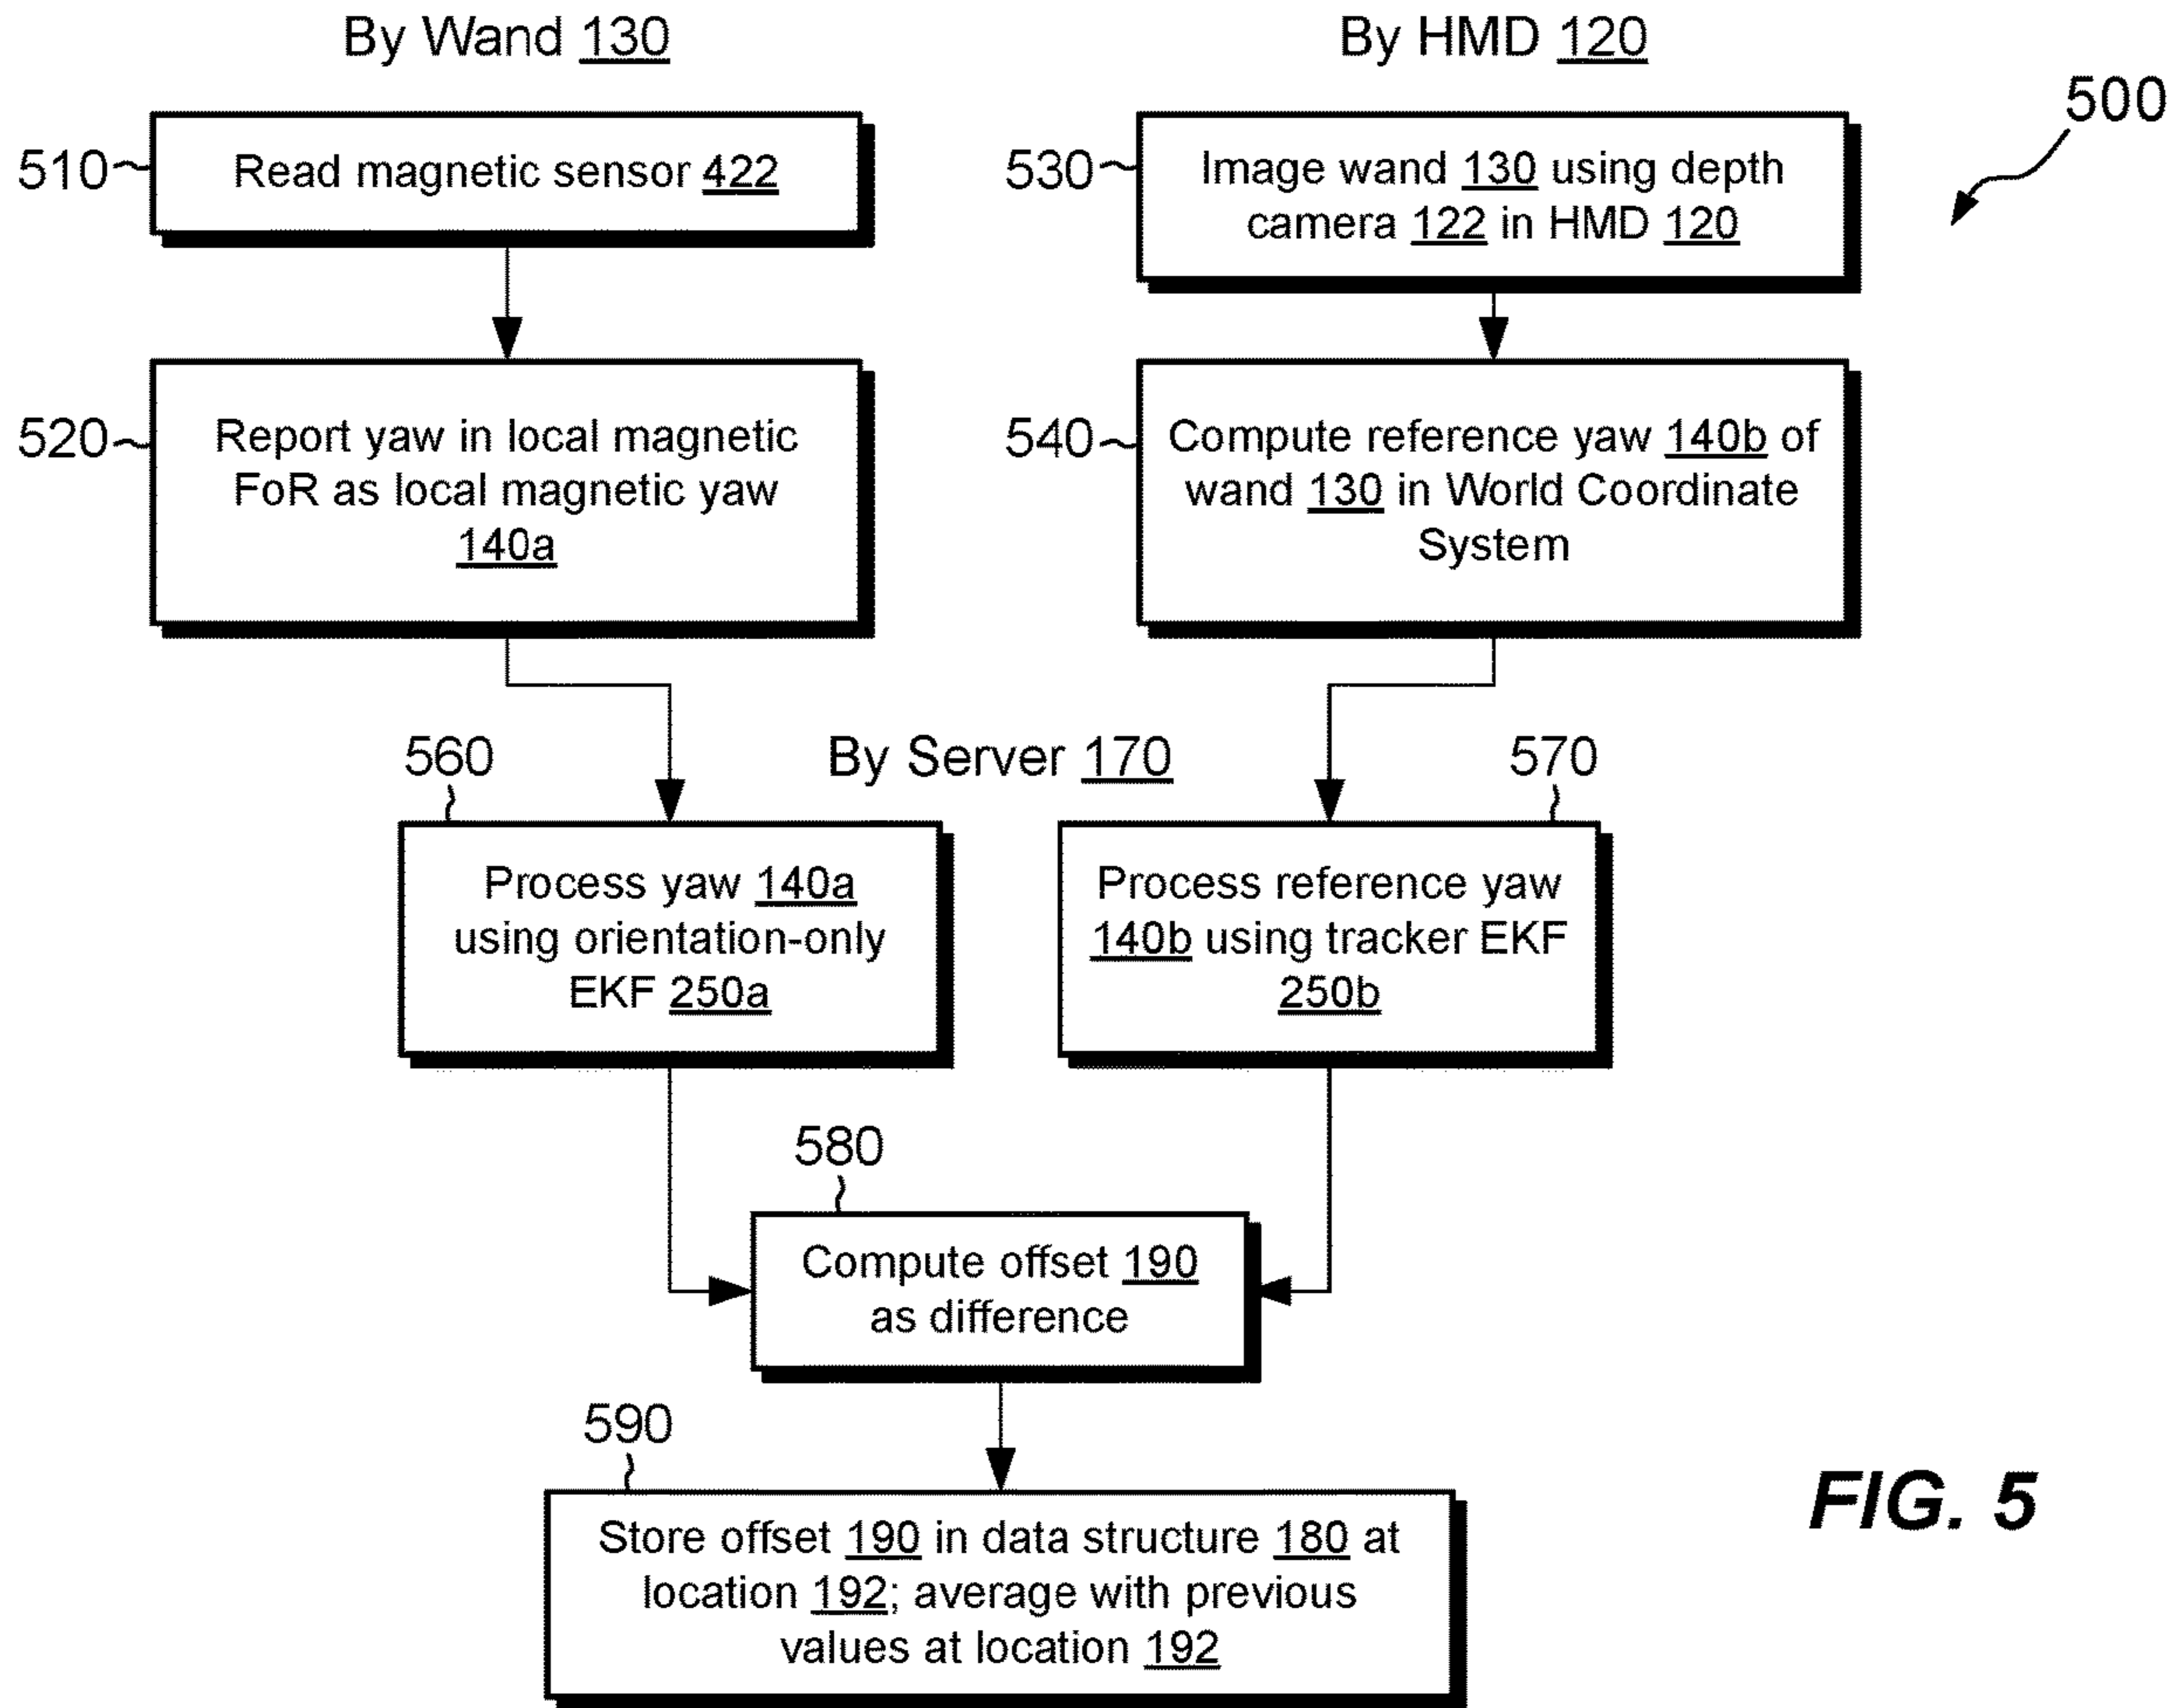 By Wand 130
By HMD 120
500
510
Read magnetic sensor 422
530
Image wand 130 using depth
camera 122 in HMD 120
520
Report yaw in local magnetic
FoR as local magnetic yaw
140a
540
Compute reference yaw 140b of
wand 130 in World Coordinate
System
By Server 170
560
Process yaw 140a
using orientation-only
EKF 250a
570
Process reference yaw
140b using tracker EKF
250b
580
Compute offset 190
as difference
590
Store offset 190 in data structure 180 at
location 192; average with previous
values at location 192
FIG. 5